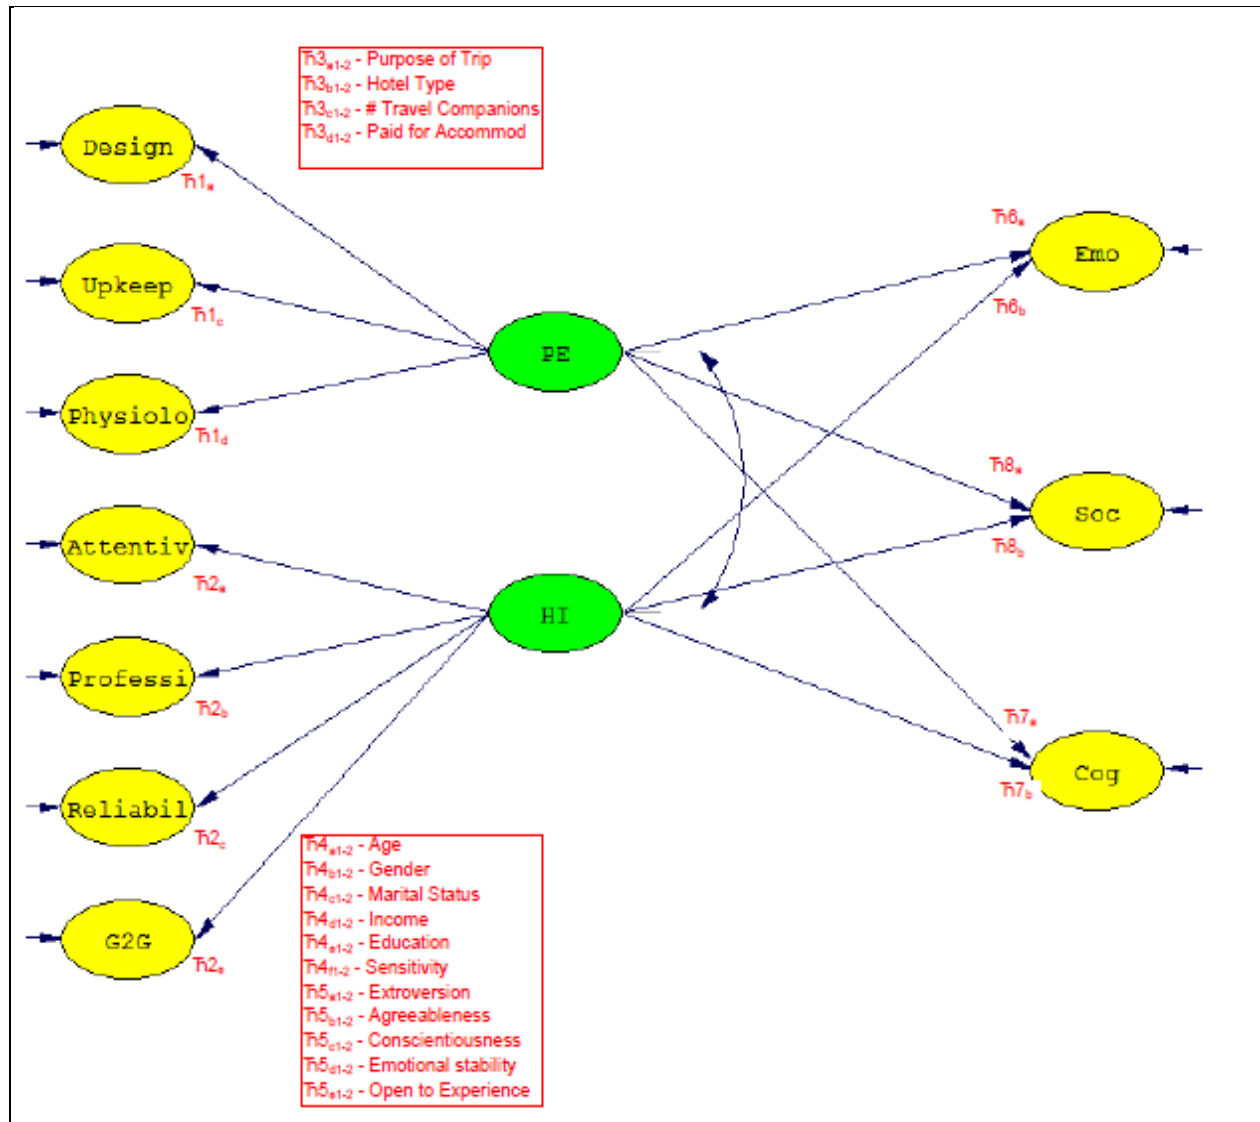 Ћ3a1-2 - Purpose of Trip
Ћ3b1-2 - Hotel Type
Ћ3c1-2 - # Travel Companions
Ћ3d1-2 - Paid for Accommod
Design
Ћ1a
Upkeep
Ћ1c
Physiolo
Ћ1d
Attentiv
Ћ2a
Professi
Ћ2b
Reliabil
Ћ2c
G2G
Ћ2e
PE
HI
Ћ6a
Emo
Ћ6b
Ћ8a
Soc
Ћ8b
Ћ7a
Cog
Ћ7b
Ћ4a1-2 - Age
Ћ4b1-2 - Gender
Ћ4c1-2 - Marital Status
Ћ4d1-2 - Income
Ћ4e1-2 - Education
Ћ4f1-2 - Sensitivity
Ћ5a1-2 - Extroversion
Ћ5b1-2 - Agreeableness
Ћ5c1-2 - Conscientiousness
Ћ5d1-2 - Emotional stability
Ћ5e1-2 - Open to Experience